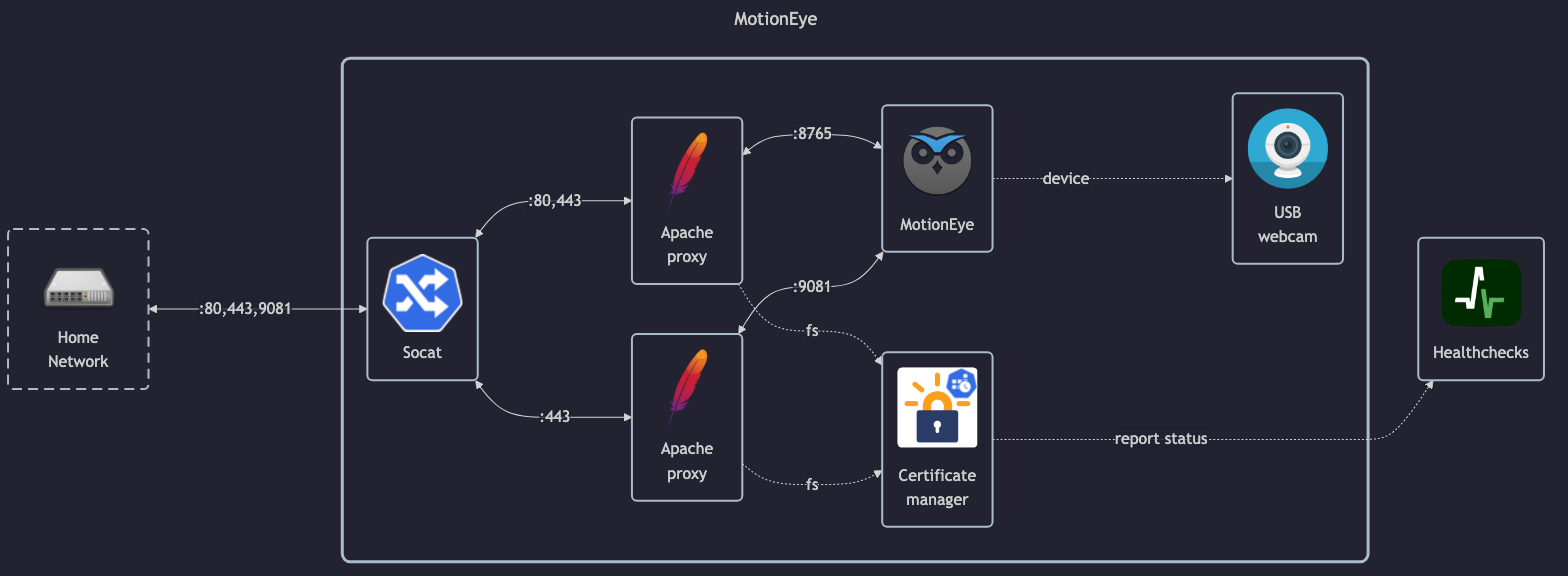 MotionEye
:8765
:80,443
Apache
proxy
MotionEye
device
USB
webcam
:80,443,9081
Home
Network
Socat
:9081
fs
Healthchecks
:443
Apache
proxy
fs
Certificate
manager
report status